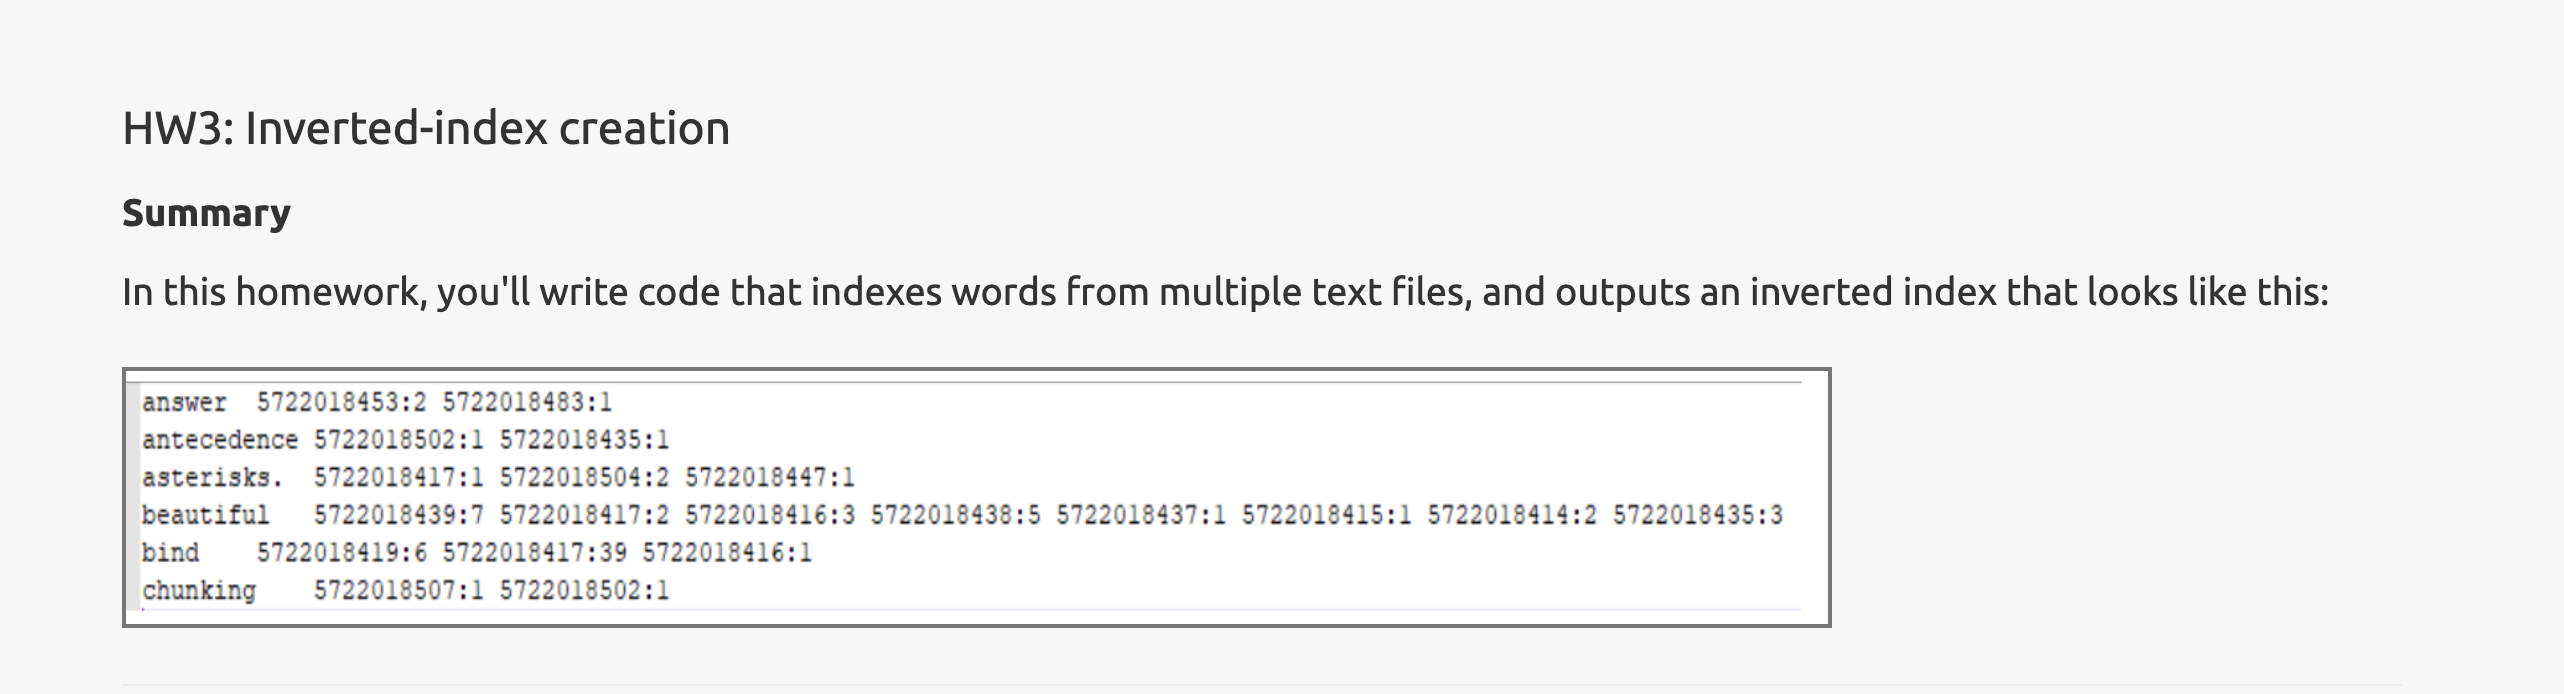 HW3: Inverted-index creation
Summary
In this homework, you'll write code that indexes words from multiple text files, and outputs an inverted index that looks like this:
answer 5722018453:2 5722018483:1
antecedence 5722018502:1 5722018435:1
asterisks. 5722018417:1 5722018504:2 5722018447:1
beautiful 5722018439:7 5722018417:2 5722018416:3 5722018438:5 5722018437:1 5722018415:1 5722018414:2 5722018435:3
bind 5722018419:6 5722018417:39 5722018416:1
chunking 5722018507:1 5722018502:1